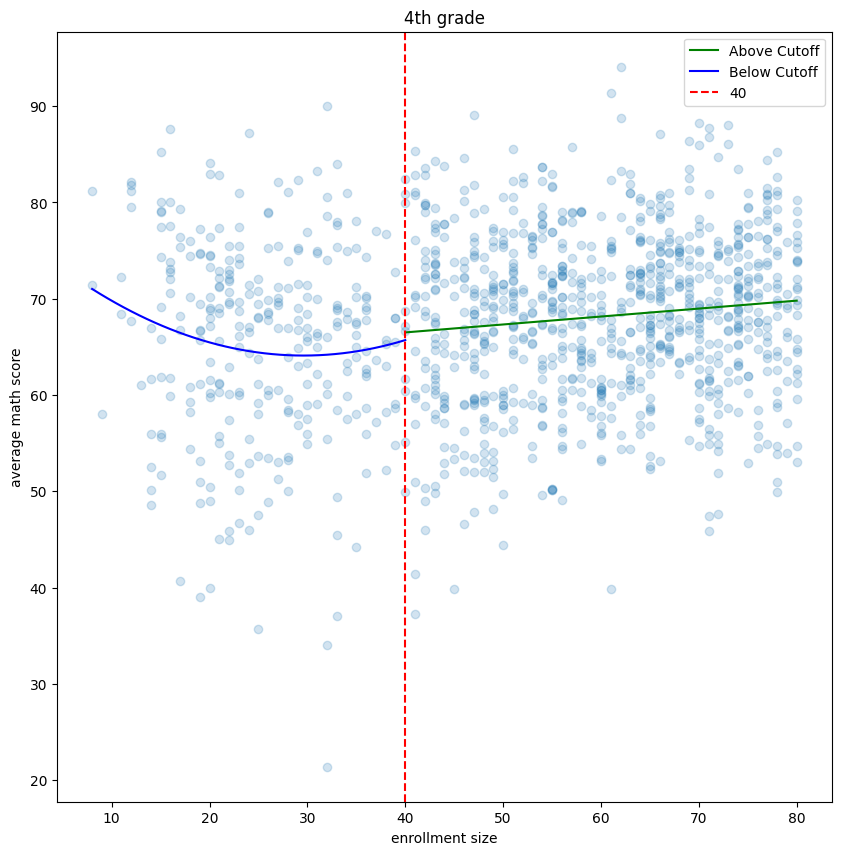 4th grade
Above Cutoff
Below Cutoff
40
average math score
90
80
70
60
50
40
30
20
10 20 30 40 50 60 70 80
enrollment size